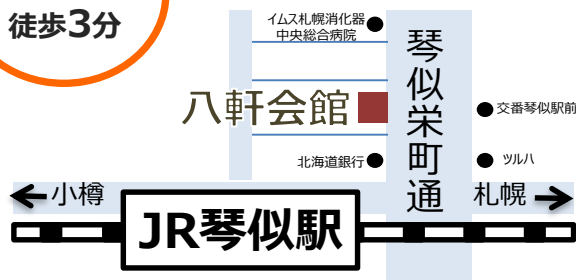 徒歩3分
イムス札幌消化器
中央総合病院
琴似栄町通
八軒会館
交番琴似駅前
北海道銀行
ツルハ
小樽
札幌
JR琴似駅